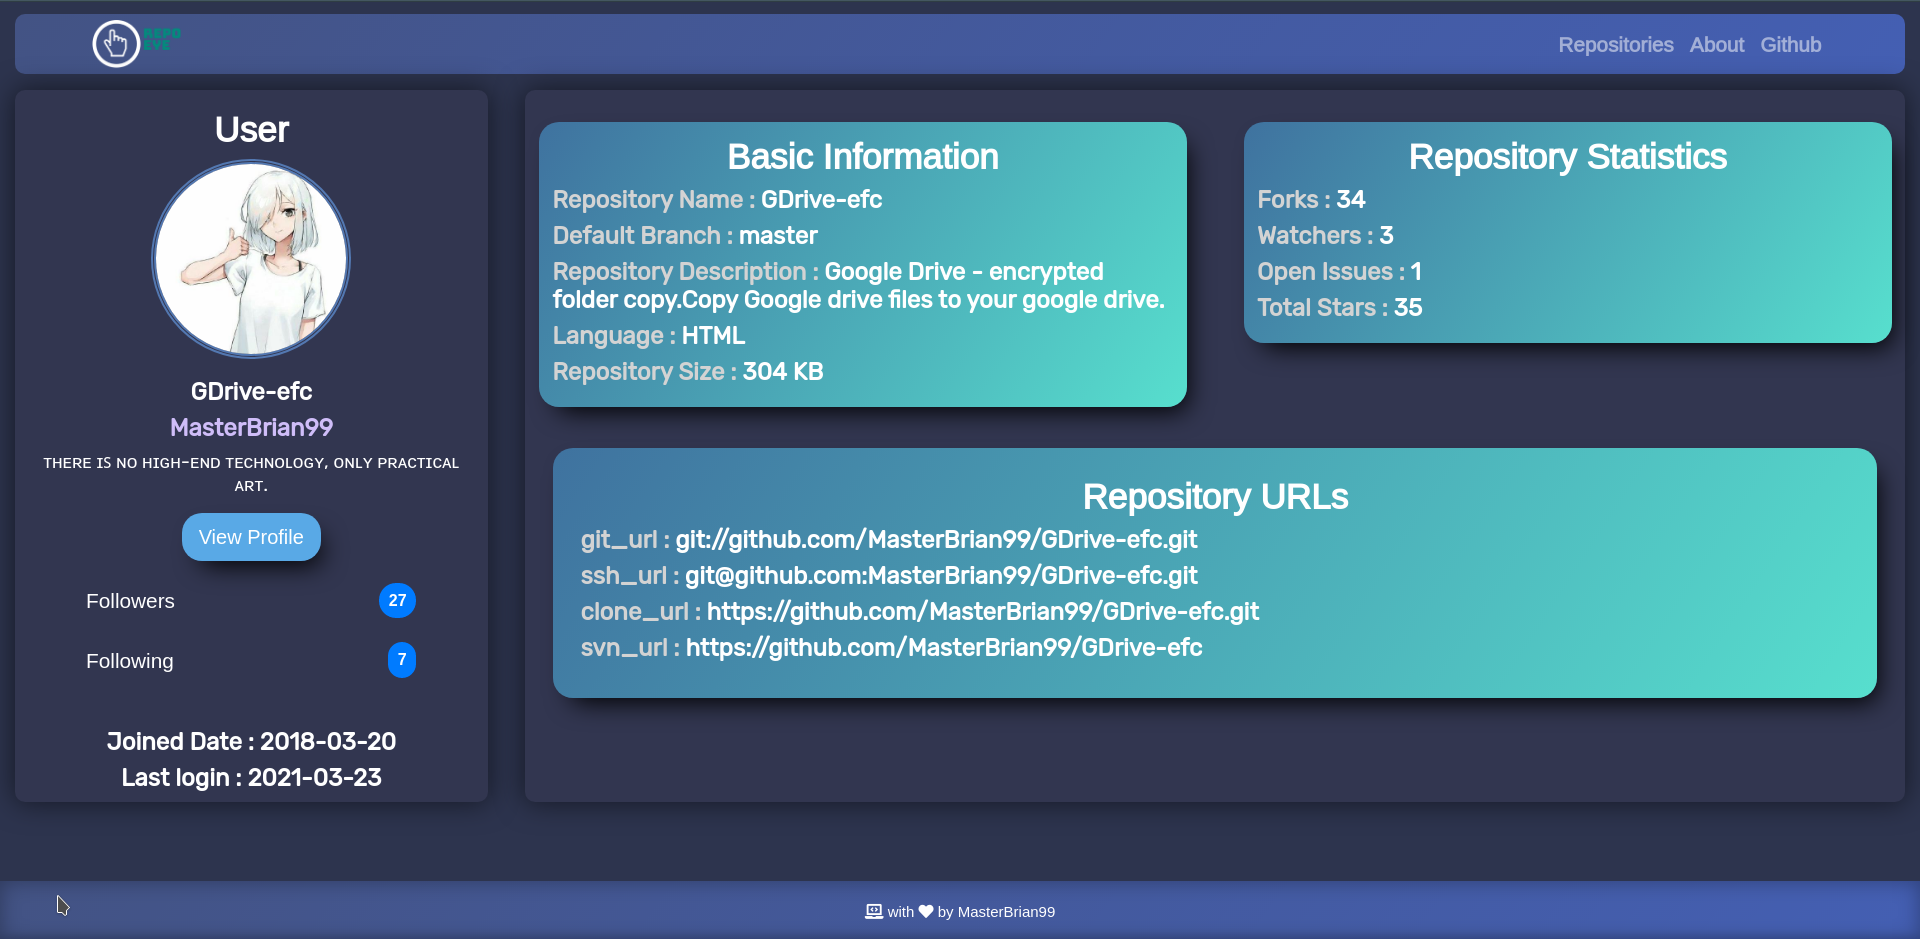 REPO
EVE
Repositories About Github
User
GDrive-efc
MasterBrian99
THERE IS NO HIGH-END TECHNOLOGY, ONLY PRACTICAL
ART.
View Profile
Followers 27
Following 7
Joined Date : 2018-03-20
Last login : 2021-03-23
Basic Information
Repository Name : GDrive-efc
Default Branch : master
Repository Description : Google Drive - encrypted
folder copy.Copy Google drive files to your google drive.
Language : HTML
Repository Size : 304 KB
Repository Statistics
Forks : 34
Watchers : 3
Open Issues : 1
Total Stars : 35
Repository URLs
git_url : git://github.com/MasterBrian99/GDrive-efc.git
ssh_url : git@github.com:MasterBrian99/GDrive-efc.git
clone_url : https://github.com/MasterBrian99/GDrive-efc.git
svn_url : https://github.com/MasterBrian99/GDrive-efc
with by MasterBrian99